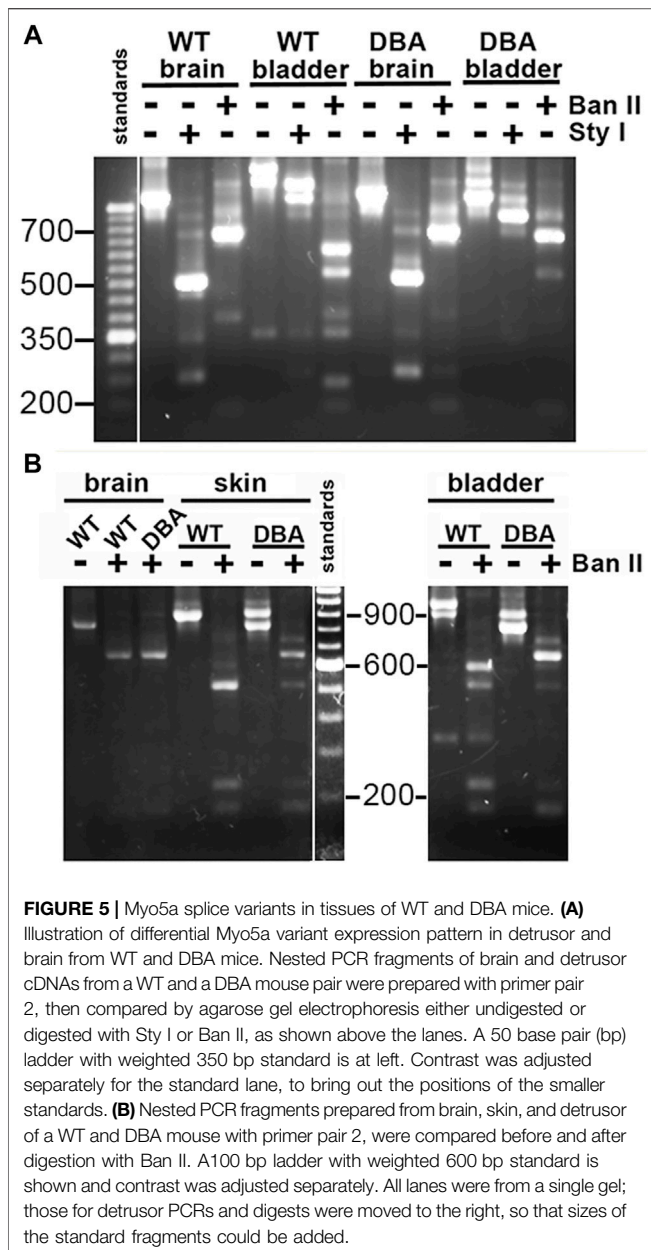 A
WT brain WT bladder DBA brain DBA bladder
standards
- - + - - + - - + - - + Ban II
- + - - + - - + - - + - Sty I
700
500
350
200
B
brain skin bladder
WT WT DBA WT DBA standards WT DBA
- + + - + - + - + - + Ban II
-900-
-600-
-200-
FIGURE 5 | Myo5a splice variants in tissues of WT and DBA mice. (A)
Illustration of differential Myo5a variant expression pattern in detrusor and
brain from WT and DBA mice. Nested PCR fragments of brain and detrusor
cDNAs from a WT and a DBA mouse pair were prepared with primer pair
2, then compared by agarose gel electrophoresis either undigested or
digested with Sty I or Ban II, as shown above the lanes. A 50 base pair (bp)
ladder with weighted 350 bp standard is at left. Contrast was adjusted
separately for the standard lane, to bring out the positions of the smaller
standards. (B) Nested PCR fragments prepared from brain, skin, and detrusor
of a WT and DBA mouse with primer pair 2, were compared before and after
digestion with Ban II. A100 bp ladder with weighted 600 bp standard is
shown and contrast was adjusted separately. All lanes were from a single gel;
those for detrusor PCRs and digests were moved to the right, so that sizes of
the standard fragments could be added.